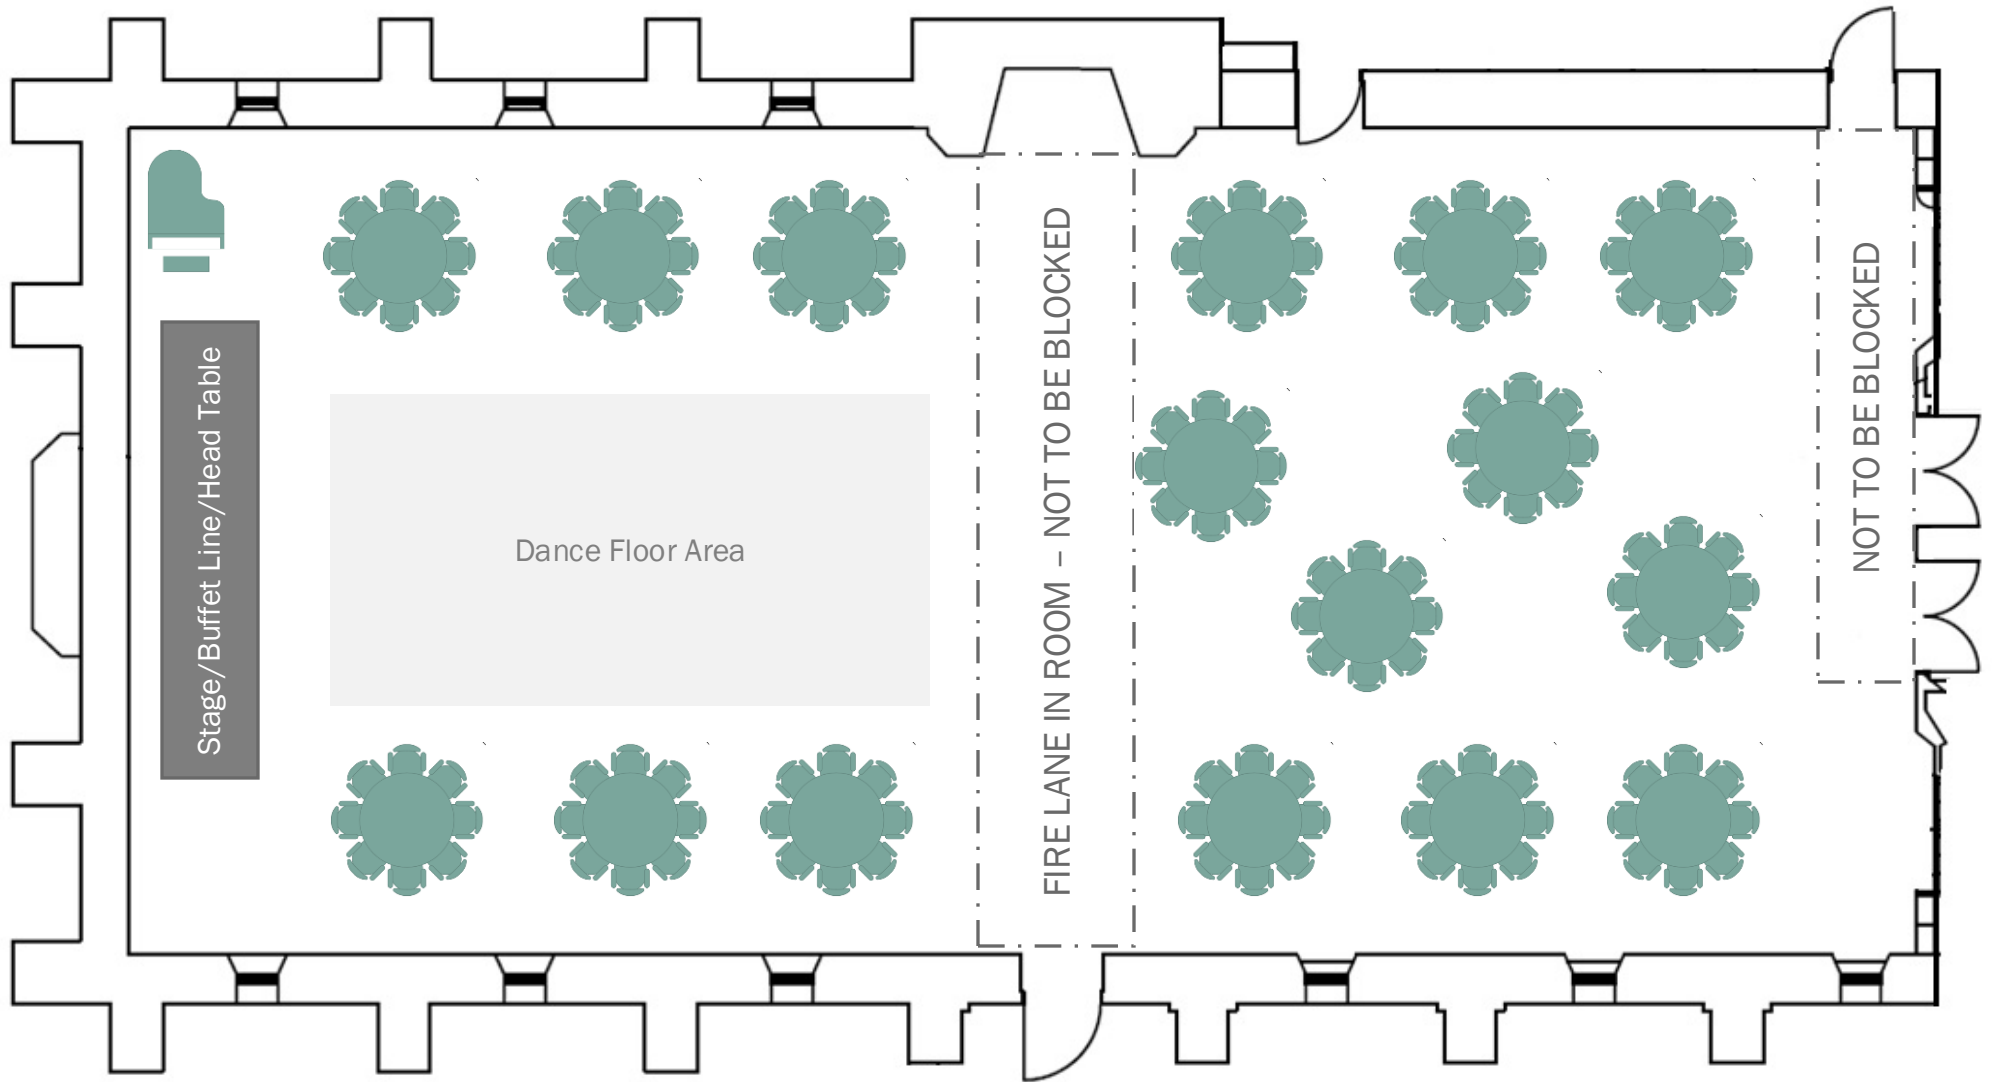 Stage/Buffet Line/Head Table
Dance Floor Area
FIRE LANE IN ROOM – NOT TO BE BLOCKED
NOT TO BE BLOCKED